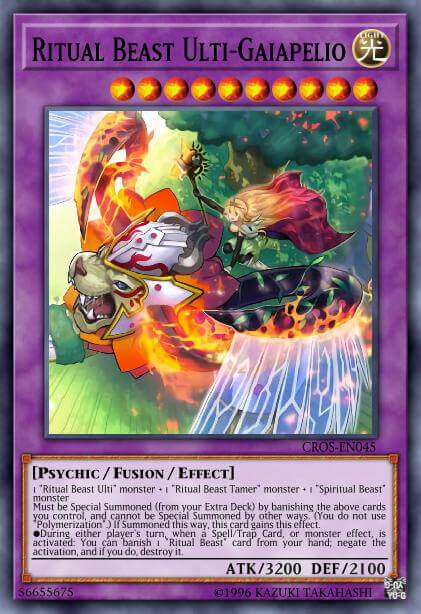 RITUAL BEAST ULTI-GAIAPELIO
LIGHT
光
CROS-EN045
[PSYCHIC / FUSION / EFFECT]
1 "Ritual Beast Ulti" monster + 1 "Ritual Beast Tamer" monster + 1 "Spiritual Beast"
monster
Must be Special Summoned (from your Extra Deck) by banishing the above cards
you control, and cannot be Special Summoned by other ways. (You do not use
"Polymerization".) If Summoned this way, this card gains this effect.
●During either player's turn, when a Spell/Trap Card, or monster effect, is
activated: You can banish 1 "Ritual Beast" card from your hand; negate the
activation, and if you do, destroy it.
ATK/3200 DEF/2100
56655675
©1996 KAZUKI TAKAHASHI